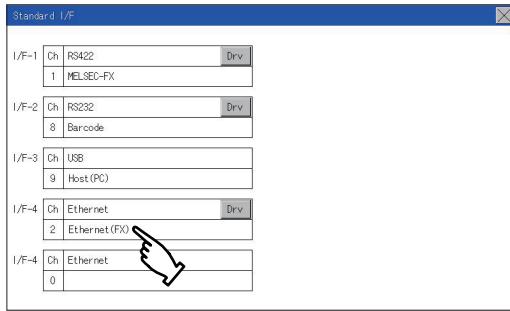 Standard I/F
I/F-1 Ch RS422 Drv
1 MELSEC-FX
I/F-2 Ch RS232 Drv
8 Barcode
I/F-3 Ch USB
9 Host(PC)
I/F-4 Ch Ethernet Drv
2 Ethernet(FX)
I/F-4 Ch Ethernet
0